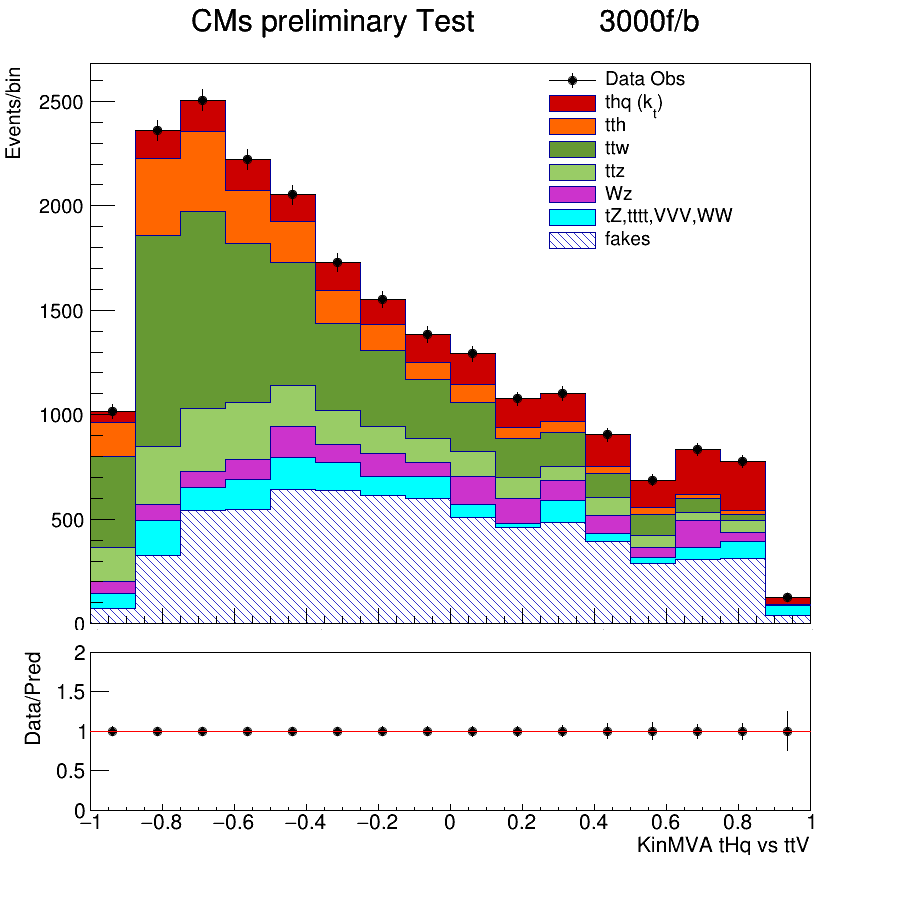 CMs preliminary Test 3000f/b
Events/bin
2500
2000
1500
1000
500
0
Data Obs
thq (k_t)
tth
ttw
ttz
Wz
tZ,tttt,VVV,WW
fakes
Data/Pred
2
1.5
1
0.5
0
−1 −0.8 −0.6 −0.4 −0.2 0 0.2 0.4 0.6 0.8 1
KinMVA tHq vs ttV